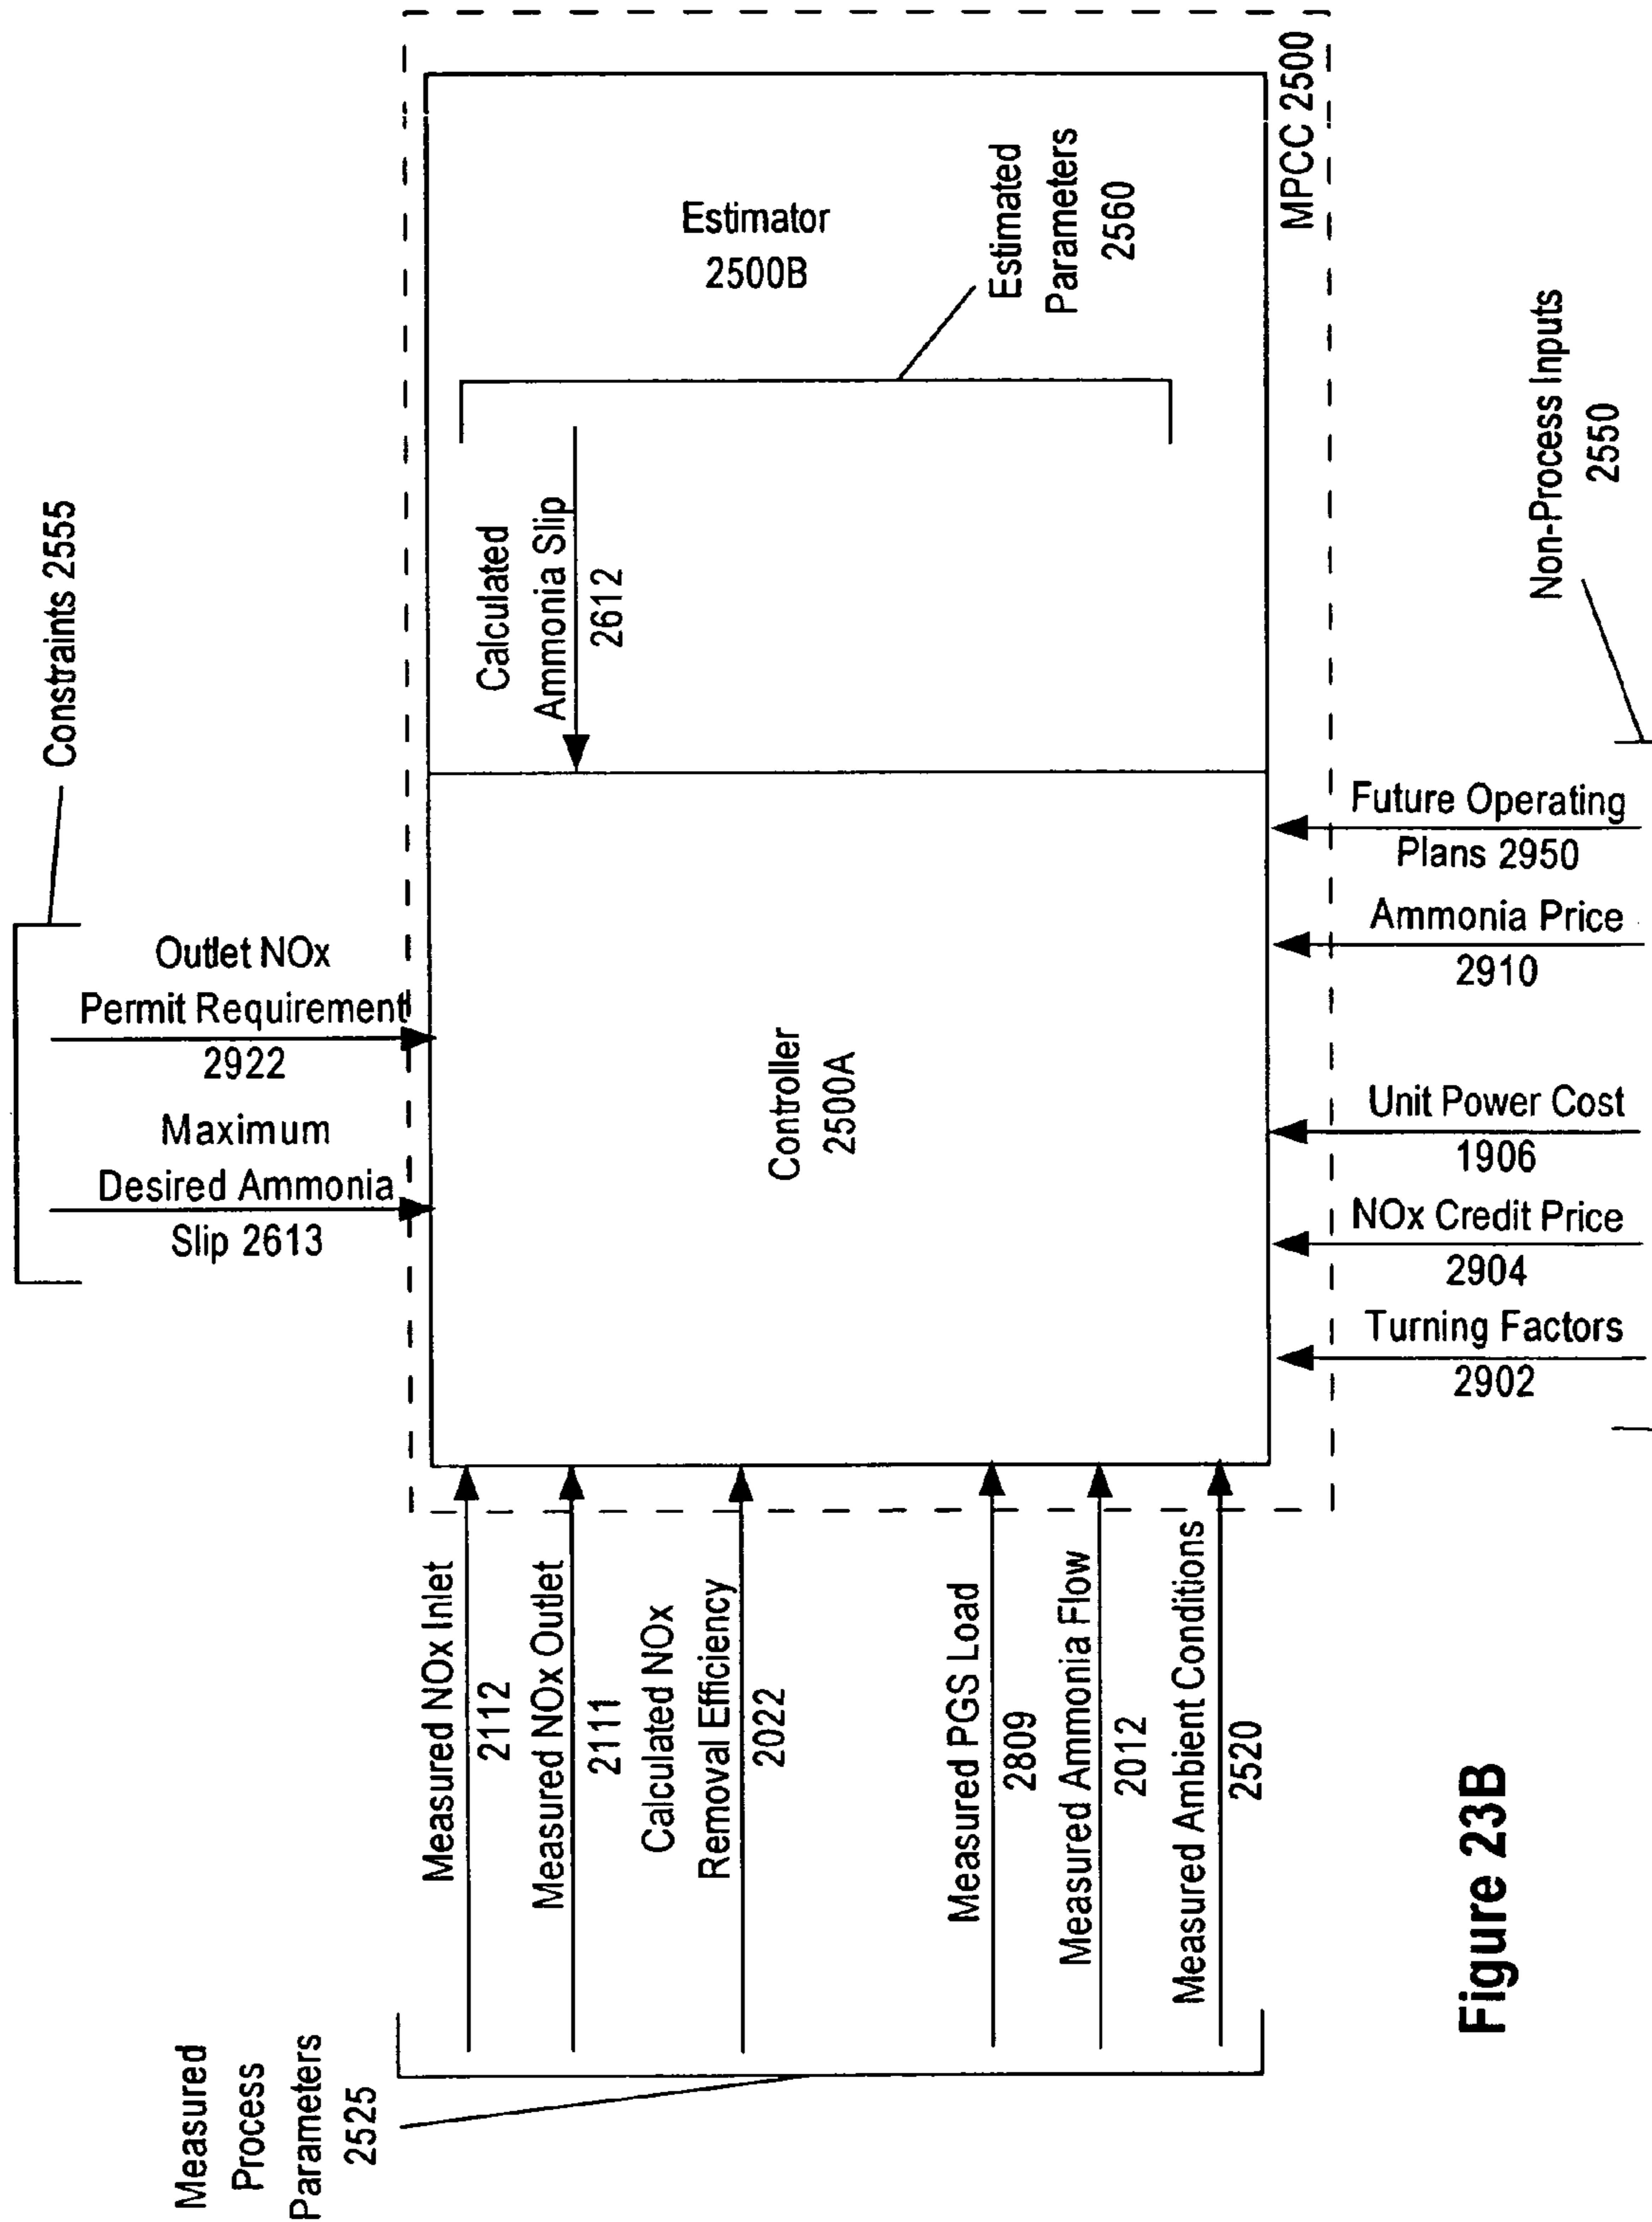 Constraints 2555
Outlet NOx
Permit Requirement
2922
Maximum
Desired Ammonia
Slip 2613
Measured
Process
Parameters
2525
Measured NOx Inlet
2112
Measured NOx Outlet
2111
Calculated NOx
Removal Efficiency
2022
Measured PGS Load
2809
Measured Ammonia Flow
2012
Measured Ambient Conditions
2520
Controller
2500A
Calculated
Ammonia Slip
2612
Estimator
2500B
Estimated
Parameters
2560
MPCC 2500
Turning Factors
2902
NOx Credit Price
2904
Unit Power Cost
1906
Ammonia Price
2910
Future Operating
Plans 2950
Non-Process Inputs
2550
Figure 23B